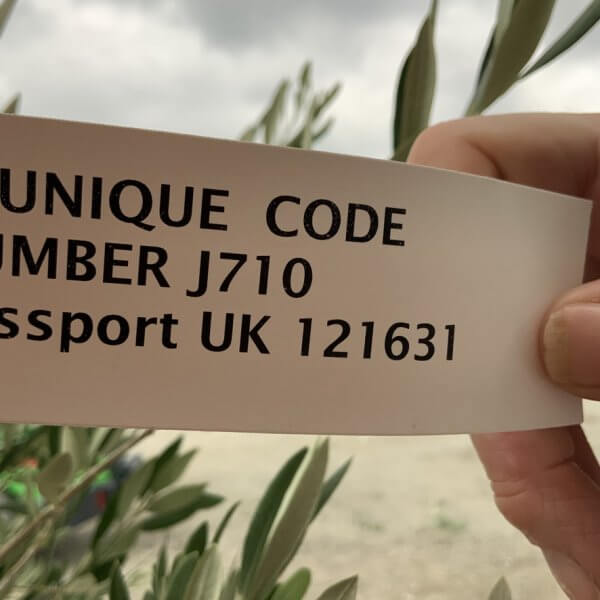 UNIQUE CODE
UMBER J710
ssport UK 121631